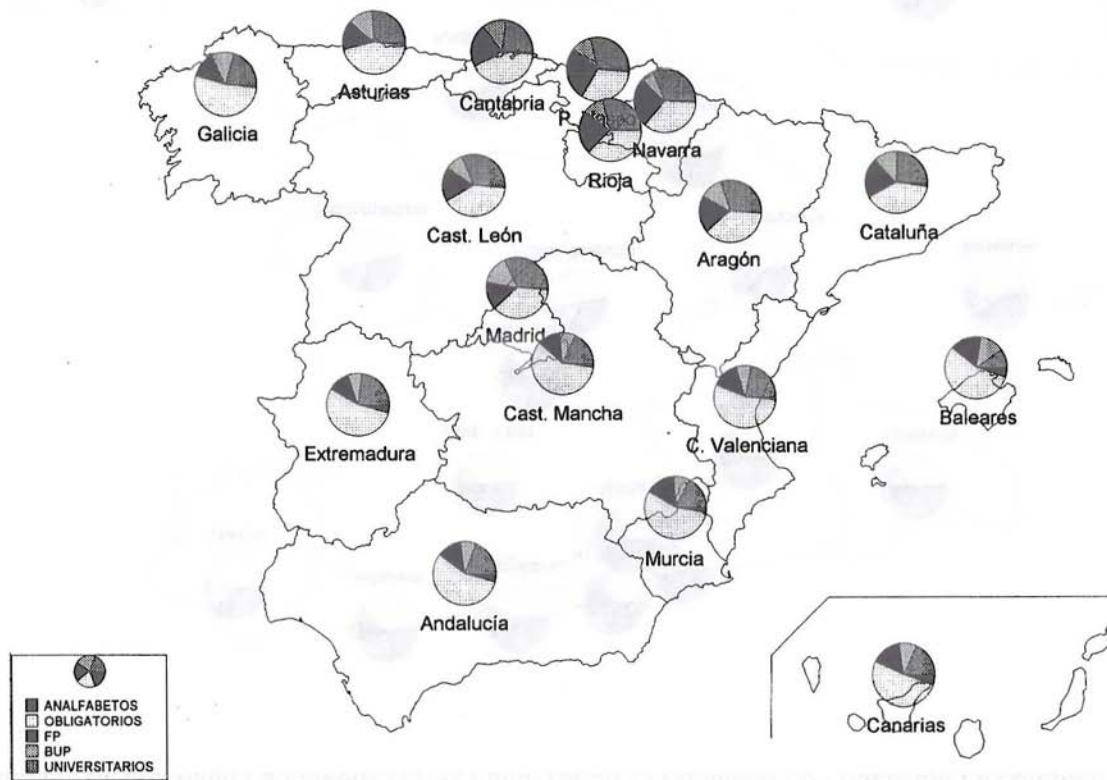 Asturias
Cantabria
Galicia
P.
Navarra
Rioja
Cast. León
Aragón
Cataluña
Madrid
Cast. Mancha
Extremadura
C. Valenciana
Baleares
Murcia
Andalucía
Canarias
ANALFABETOS
OBLIGATORIOS
FP
BUP
UNIVERSITARIOS